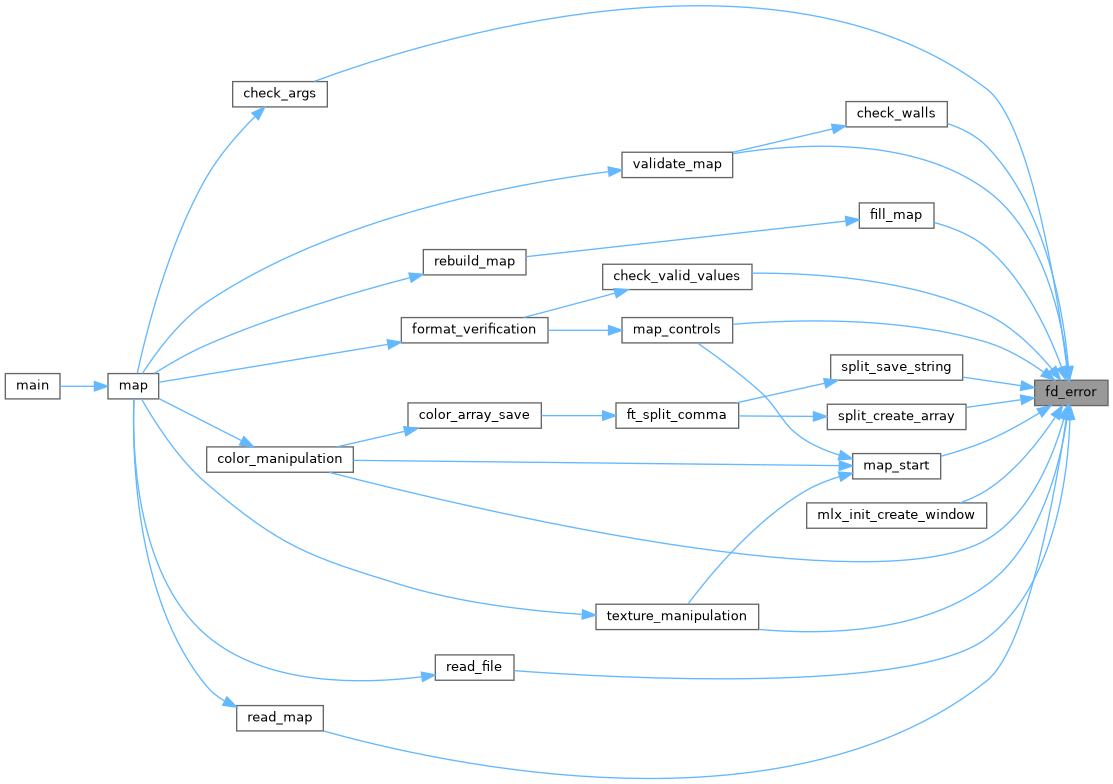 check_args
check_walls
validate_map
fill_map
rebuild_map
check_valid_values
format_verification
map_controls
split_save_string
main
map
fd_error
color_array_save
ft_split_comma
split_create_array
color_manipulation
map_start
mlx_init_create_window
texture_manipulation
read_file
read_map